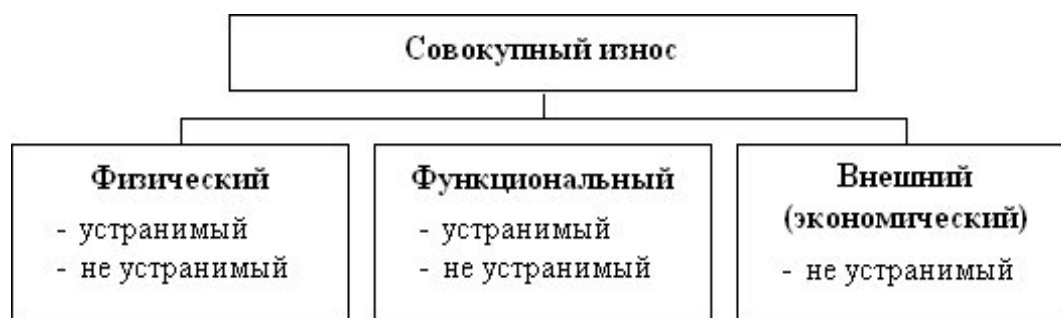 Совокупный износ
Физический
- устранимый
- не устранимый
Функциональный
- устранимый
- не устранимый
Внешний
(экономический)
- не устранимый